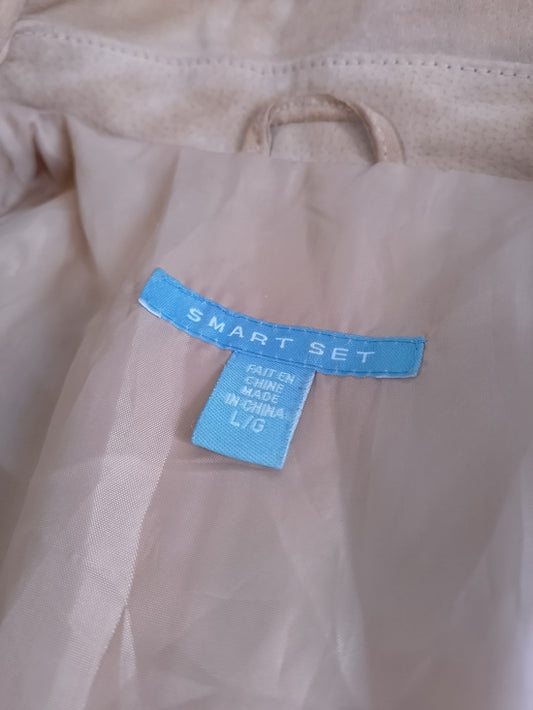 SMART SET
FAIT EN
CHINE
MADE
IN CHINA
L/G